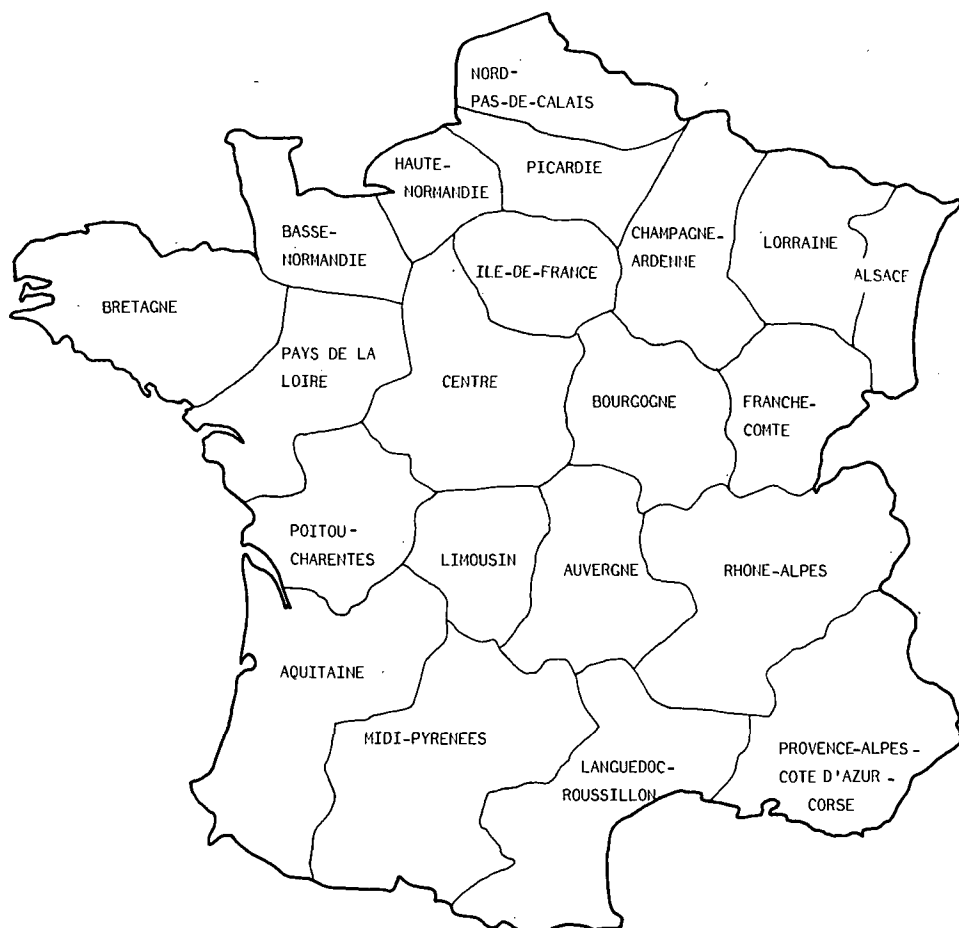 NORD-
PAS-DE-CALAIS
HAUTE-
NORMANDIE
PICARDIE
BASSE-
NORMANDIE
ILE-DE-FRANCE
CHAMPAGNE-
ARDENNE
LORRAINE
ALSACE
BRETAGNE
PAYS DE LA
LOIRE
CENTRE
BOURGOGNE
FRANCHE-
COMTE
POITOU-
CHARENTES
LIMOUSIN
AUVERGNE
RHONE-ALPES
AQUITAINE
MIDI-PYRENEES
LANGUEDOC-
ROUSSILLON
PROVENCE-ALPES-
COTE D'AZUR-
CORSE